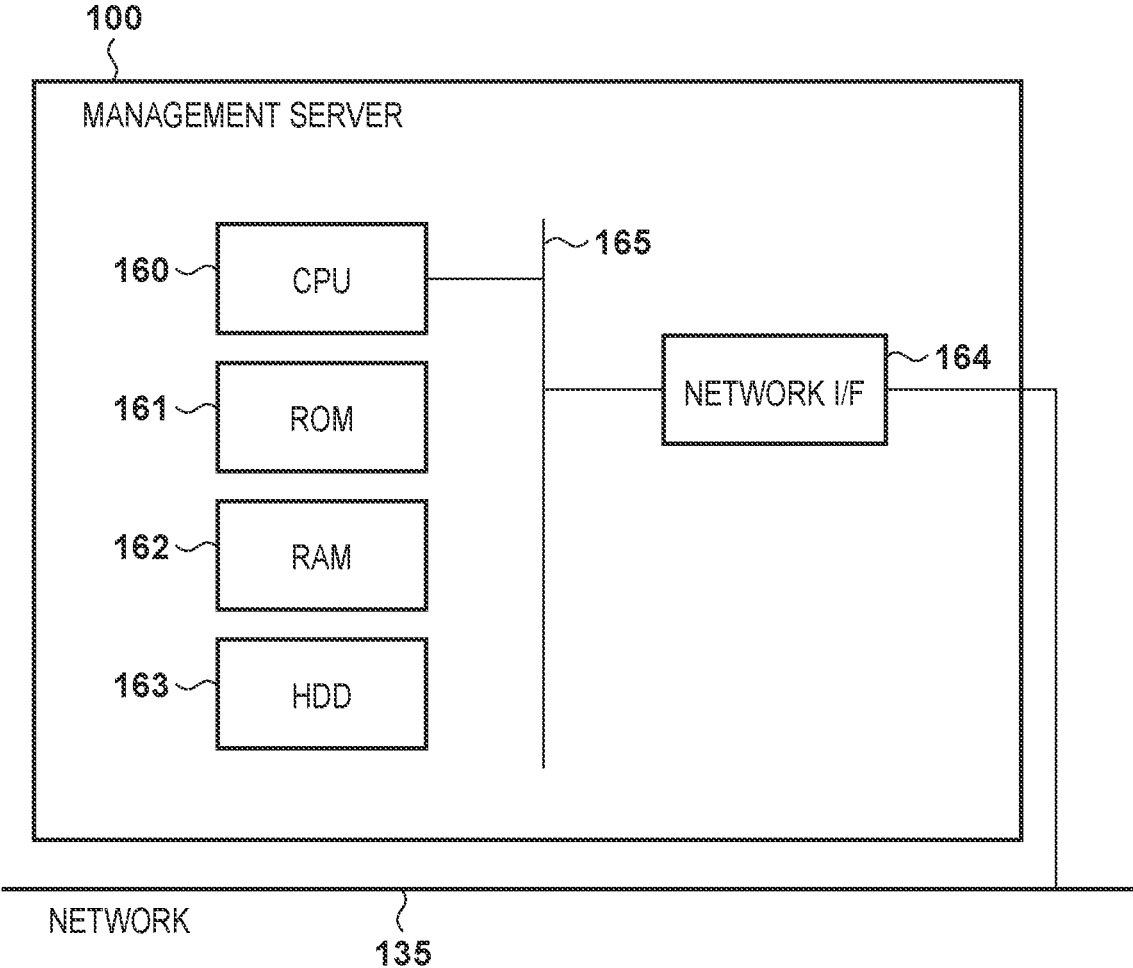 100
MANAGEMENT SERVER
160
CPU
165
161
ROM
NETWORK I/F
164
162
RAM
163
HDD
NETWORK
135